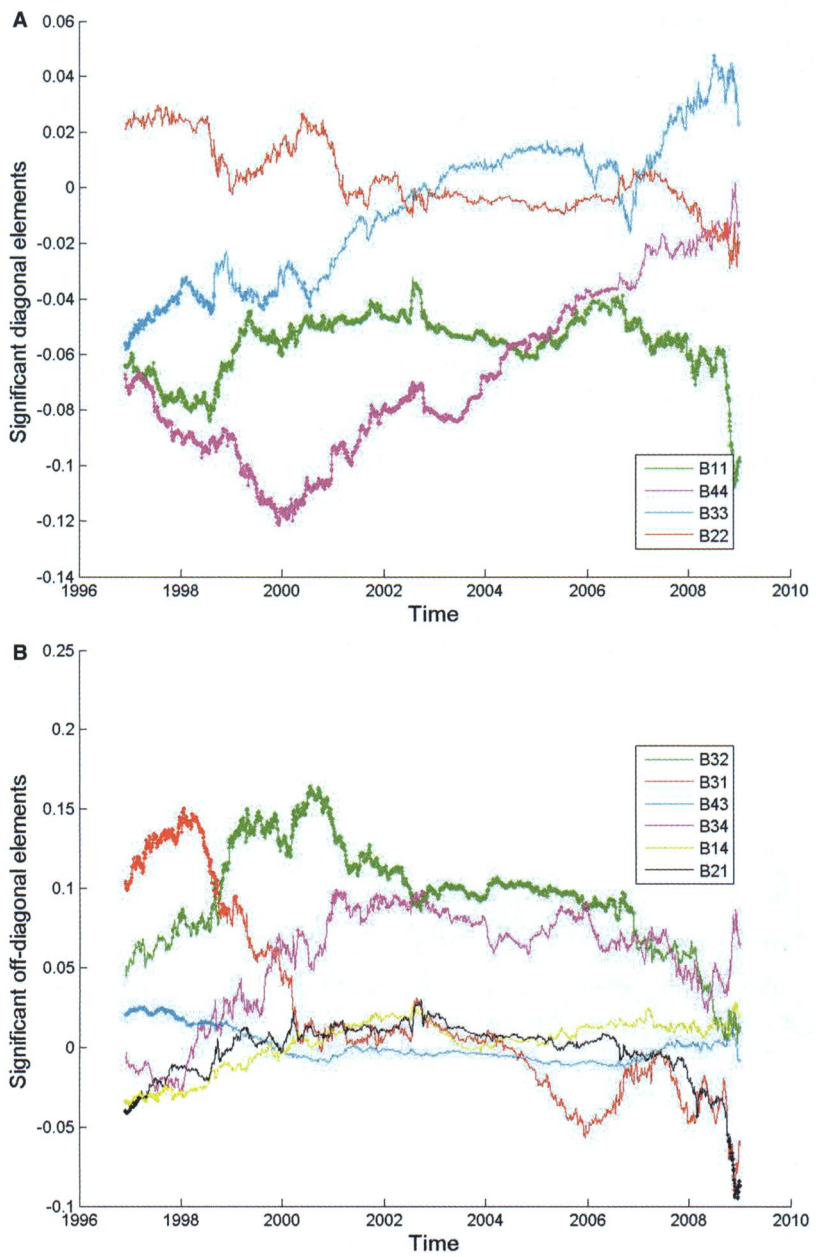 A
0.06
0.04
0.02
0
-0.02
-0.04
-0.06
-0.08
-0.1
-0.12
-0.14
Significant diagonal elements
B11
B44
B33
B22
1996 1998 2000 2002 2004 2006 2008 2010
Time
B
0.25
0.2
0.15
0.1
0.05
0
-0.05
-0.1
Significant off-diagonal elements
B32
B31
B43
B34
B14
B21
1996 1998 2000 2002 2004 2006 2008 2010
Time